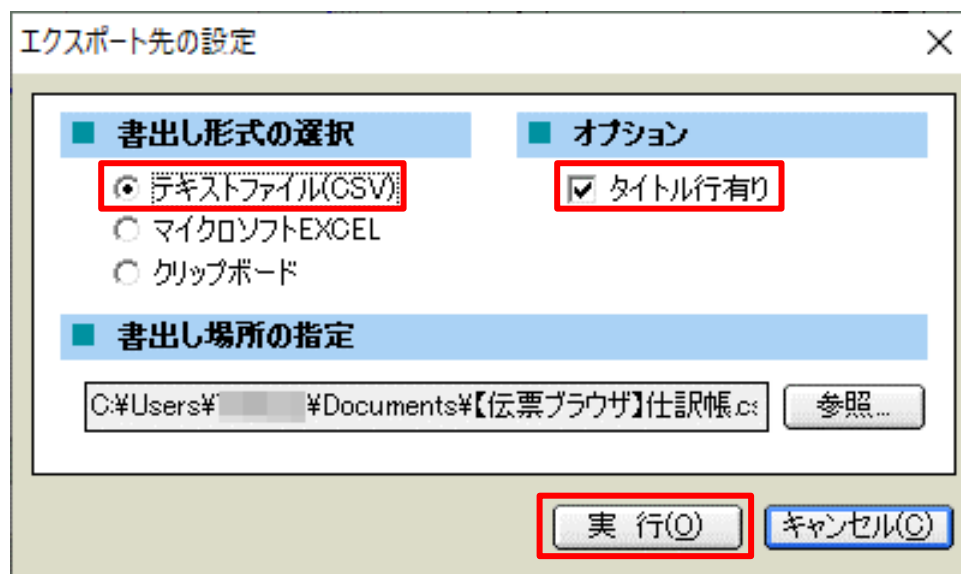 エクスポート先の設定
■ 書出し形式の選択
テキストファイル(CSV)
マイクロソフトEXCEL
クリップボード
■ オプション
タイトル行有り
■ 書出し場所の指定
C:¥Users¥ ¥Documents¥【伝票ブラウザ】仕訳帳.cs
参照...
実 行(O)
キャンセル(C)